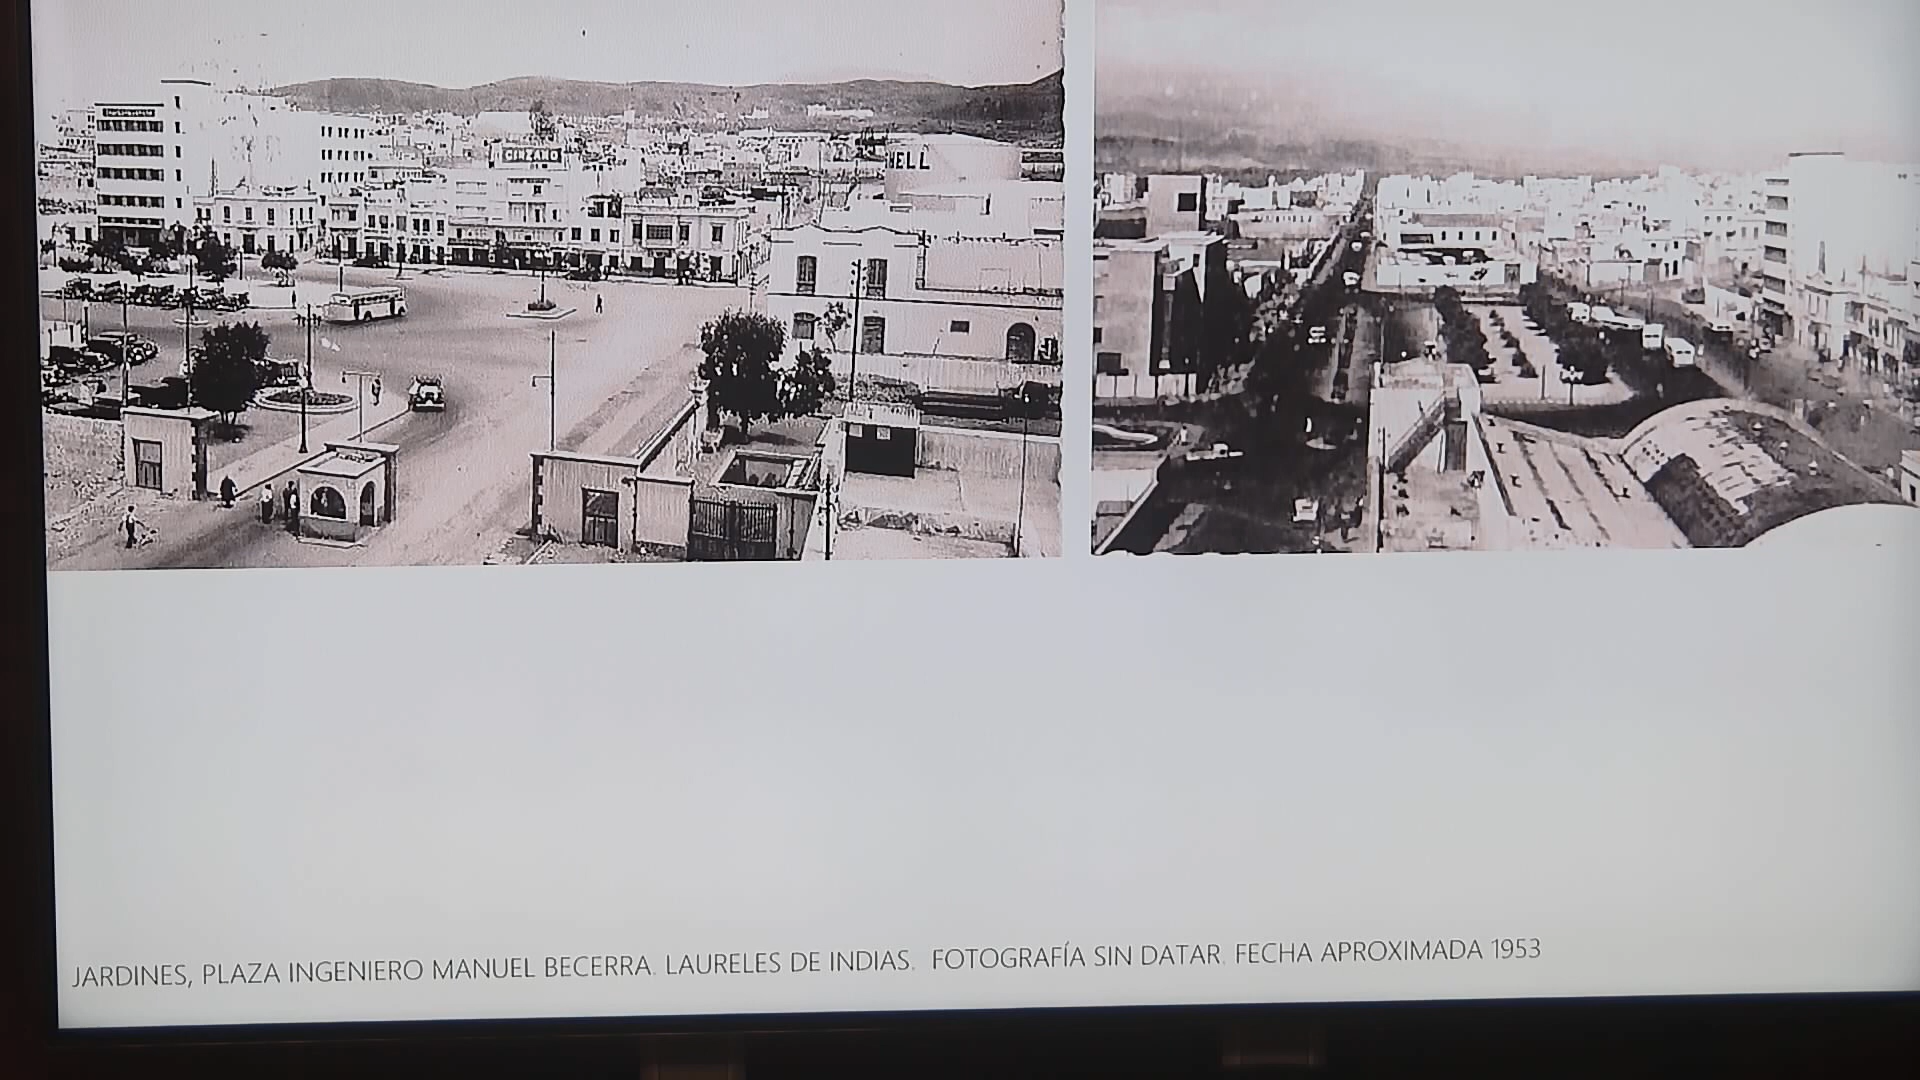 CINZANO
HELL
JARDINES, PLAZA INGENIERO MANUEL BECERRA. LAURELES DE INDIAS. FOTOGRAFÍA SIN DATAR. FECHA APROXIMADA 1953